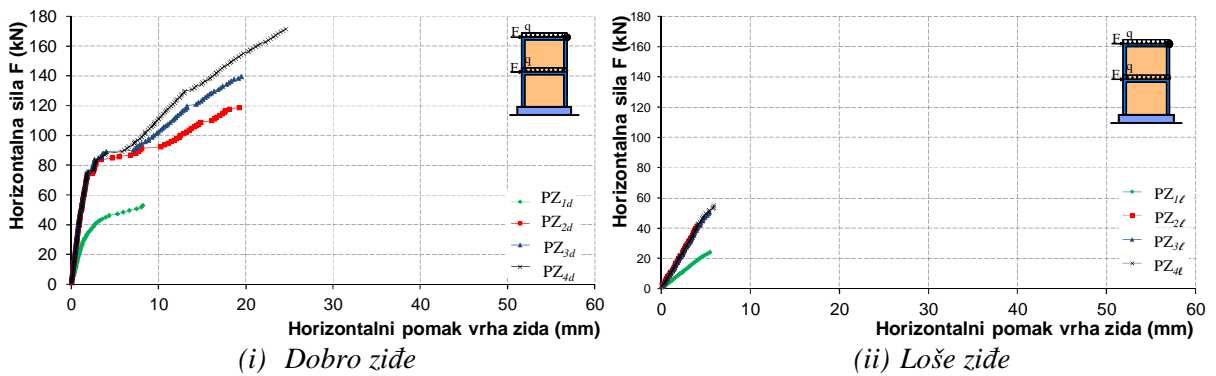 Horizontalna sila F (kN)
180
160
140
120
100
80
60
40
20
0
0 10 20 30 40 50 60
Horizontalni pomak vrha zida (mm)
q
F
q
F
PZ1d
PZ2d
PZ3d
PZ4d
(i) Dobro ziđe
Horizontalna sila F (kN)
180
160
140
120
100
80
60
40
20
0
0 10 20 30 40 50 60
Horizontalni pomak vrha zida (mm)
q
F
q
F
PZ1ℓ
PZ2ℓ
PZ3ℓ
PZ4ℓ
(ii) Loše ziđe